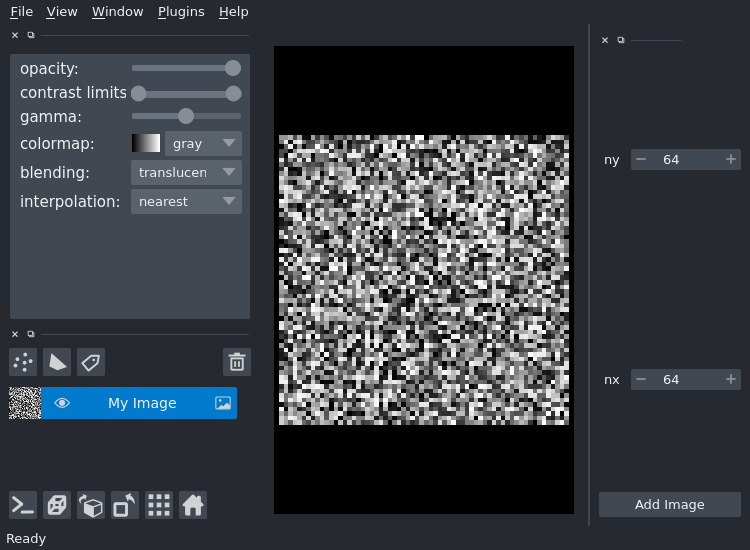 File View Window Plugins Help
opacity:
contrast limits
gamma:
colormap: gray
blending: translucen
interpolation: nearest
ny 64
My Image
nx 64
Add Image
Ready